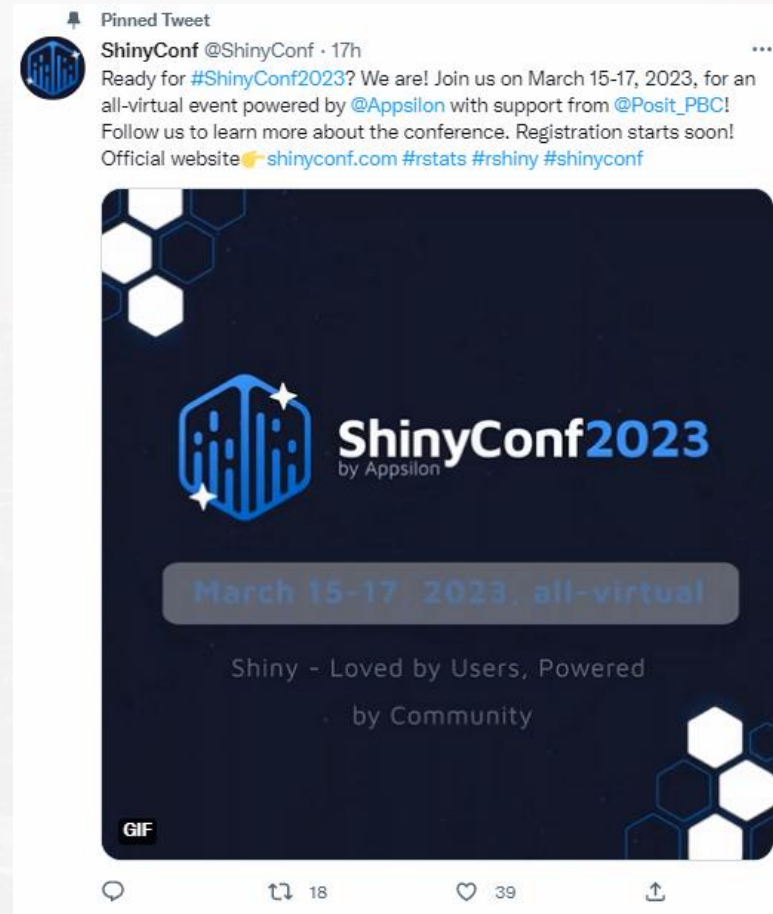 Pinned Tweet
ShinyConf @ShinyConf · 17h
Ready for #ShinyConf2023? We are! Join us on March 15-17, 2023, for an
all-virtual event powered by @Appsilon with support from @Posit_PBC!
Follow us to learn more about the conference. Registration starts soon!
Official website👉shinyconf.com #rstats #rshiny #shinyconf
ShinyConf2023
by Appsilon
March 15-17, 2023, all-virtual
Shiny - Loved by Users, Powered
by Community
GIF
18 39